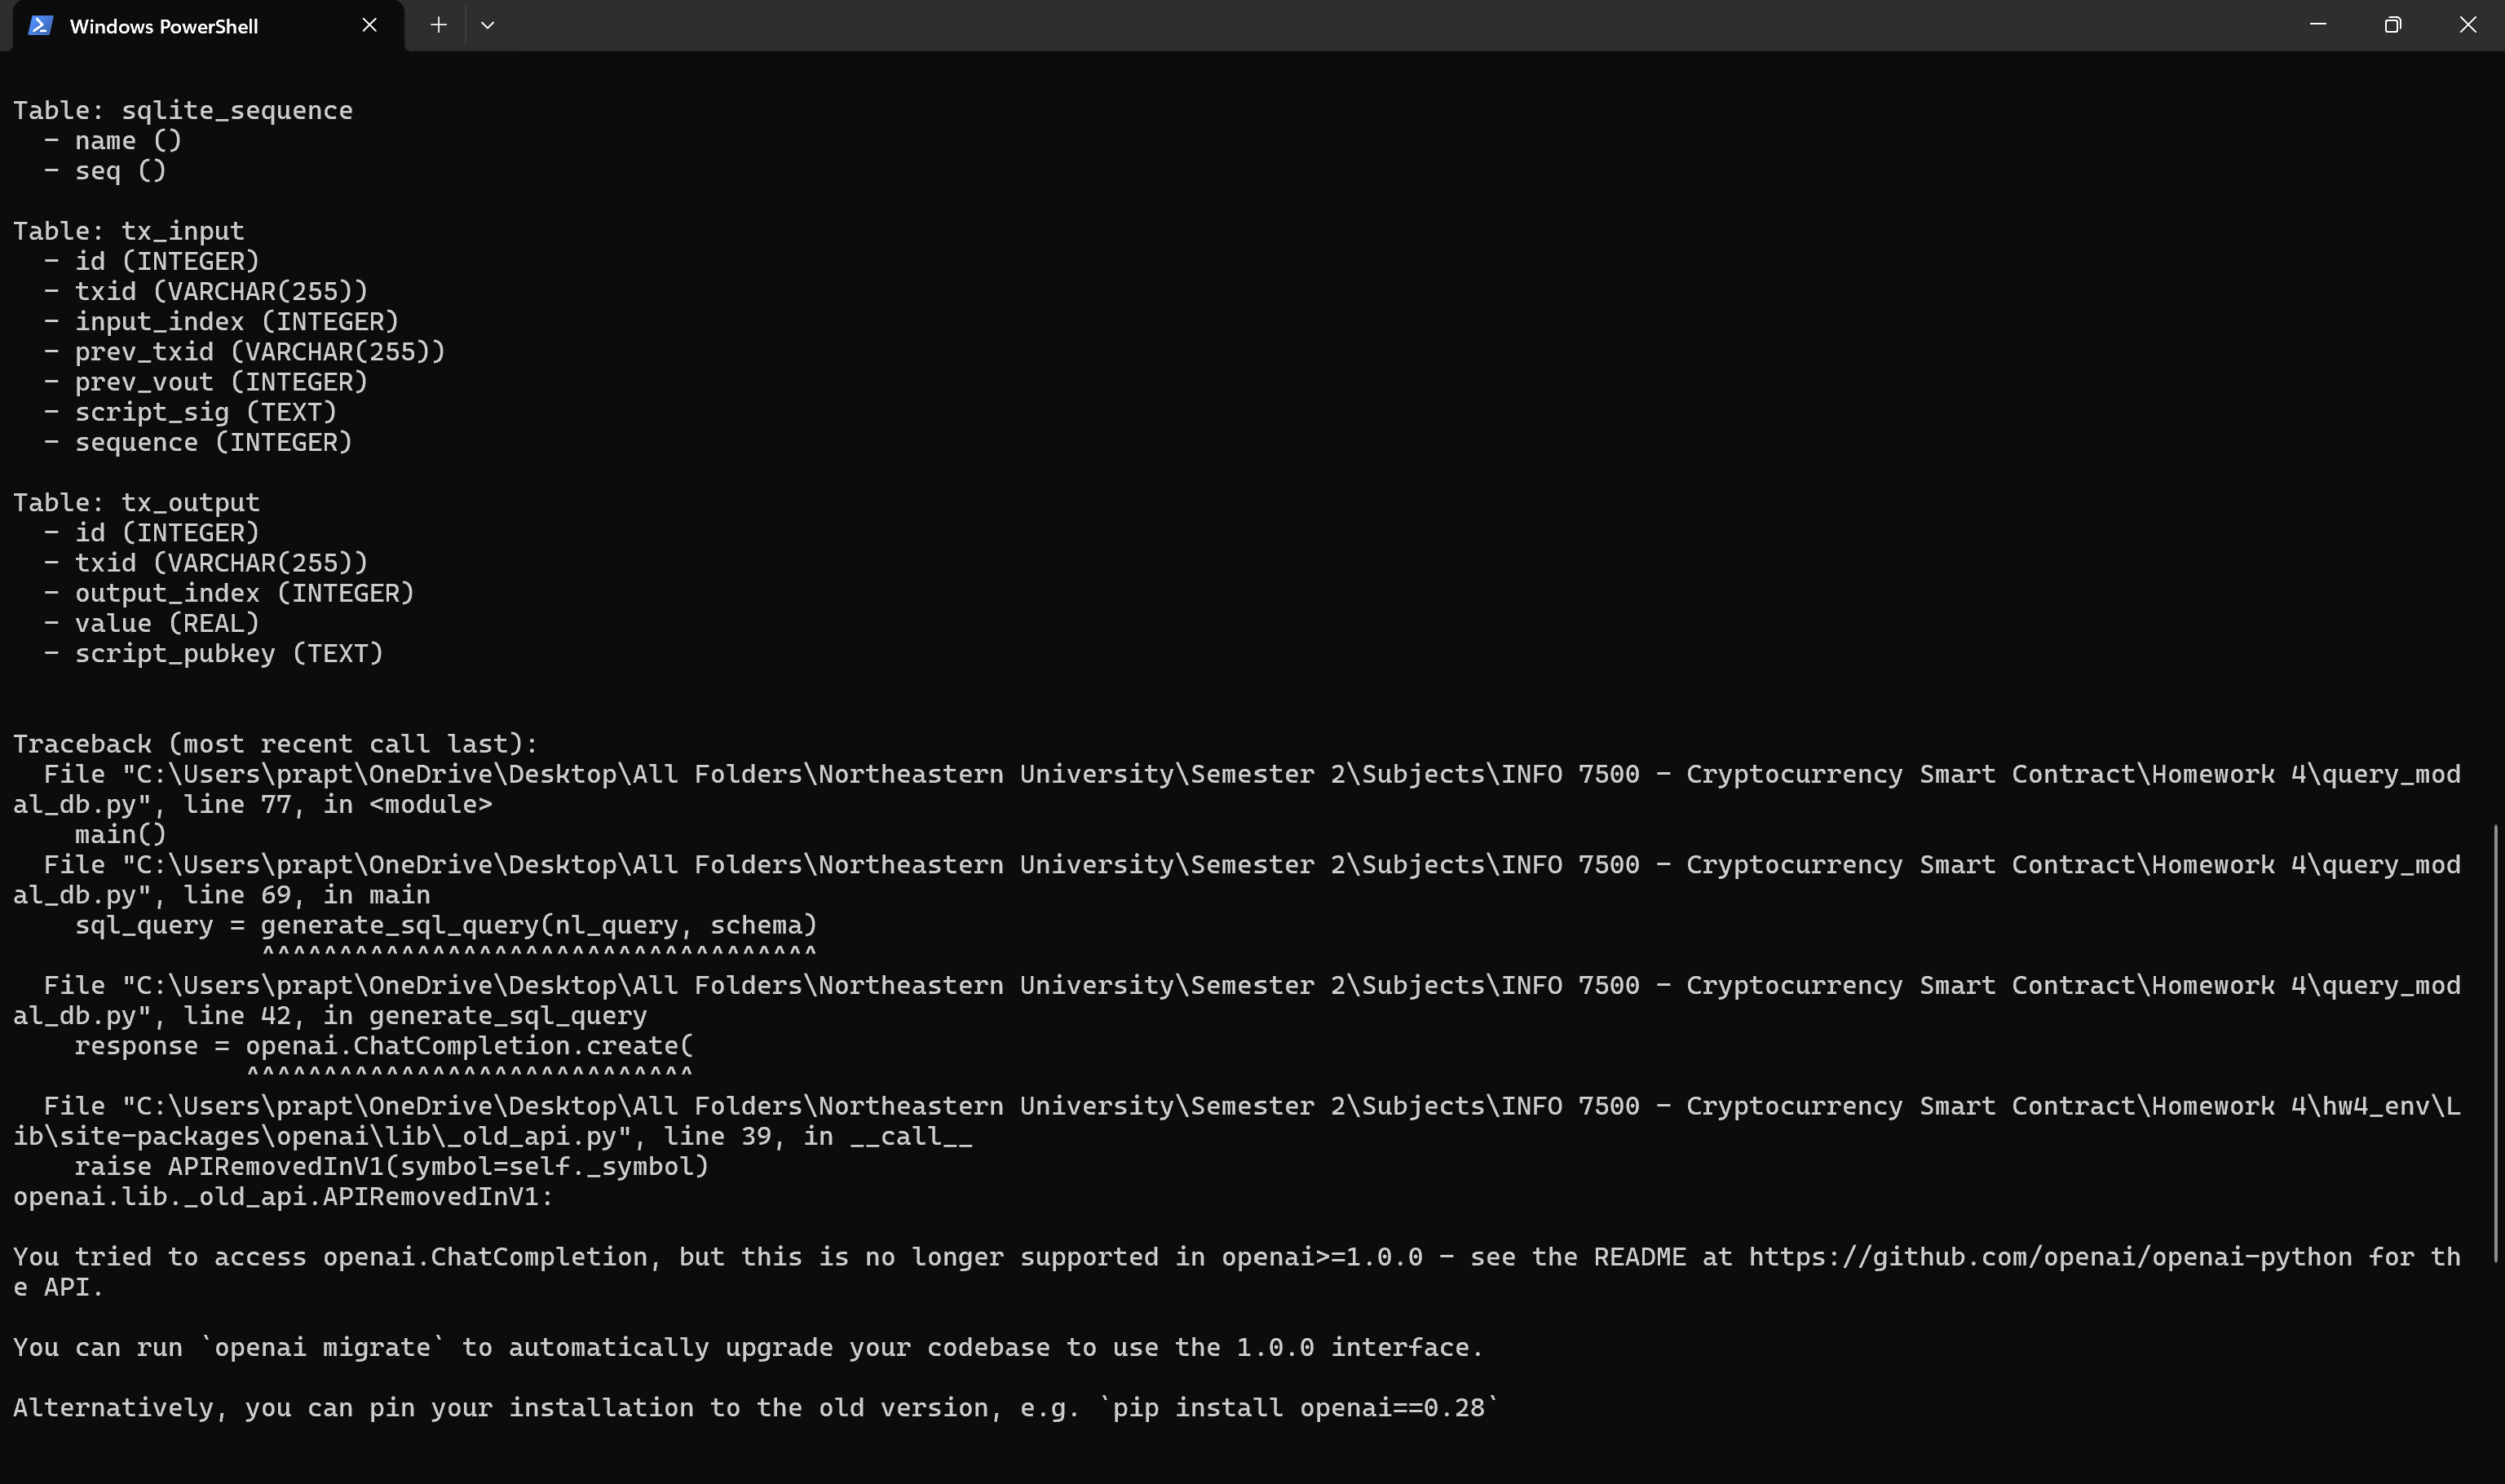 Windows PowerShell
Table: sqlite_sequence
  - name ()
  - seq ()
Table: tx_input
  - id (INTEGER)
  - txid (VARCHAR(255))
  - input_index (INTEGER)
  - prev_txid (VARCHAR(255))
  - prev_vout (INTEGER)
  - script_sig (TEXT)
  - sequence (INTEGER)
Table: tx_output
  - id (INTEGER)
  - txid (VARCHAR(255))
  - output_index (INTEGER)
  - value (REAL)
  - script_pubkey (TEXT)
Traceback (most recent call last):
  File "C:\Users\prapt\OneDrive\Desktop\All Folders\Northeastern University\Semester 2\Subjects\INFO 7500 - Cryptocurrency Smart Contract\Homework 4\query_mod
al_db.py", line 77, in <module>
    main()
  File "C:\Users\prapt\OneDrive\Desktop\All Folders\Northeastern University\Semester 2\Subjects\INFO 7500 - Cryptocurrency Smart Contract\Homework 4\query_mod
al_db.py", line 69, in main
    sql_query = generate_sql_query(nl_query, schema)
                ^^^^^^^^^^^^^^^^^^^^^^^^^^^^^^^^^^^^
  File "C:\Users\prapt\OneDrive\Desktop\All Folders\Northeastern University\Semester 2\Subjects\INFO 7500 - Cryptocurrency Smart Contract\Homework 4\query_mod
al_db.py", line 42, in generate_sql_query
    response = openai.ChatCompletion.create(
               ^^^^^^^^^^^^^^^^^^^^^^^^^^^^^
  File "C:\Users\prapt\OneDrive\Desktop\All Folders\Northeastern University\Semester 2\Subjects\INFO 7500 - Cryptocurrency Smart Contract\Homework 4\hw4_env\L
ib\site-packages\openai\lib\_old_api.py", line 39, in __call__
    raise APIRemovedInV1(symbol=self._symbol)
openai.lib._old_api.APIRemovedInV1:
You tried to access openai.ChatCompletion, but this is no longer supported in openai>=1.0.0 - see the README at https://github.com/openai/openai-python for th
e API.
You can run `openai migrate` to automatically upgrade your codebase to use the 1.0.0 interface.
Alternatively, you can pin your installation to the old version, e.g. `pip install openai==0.28`